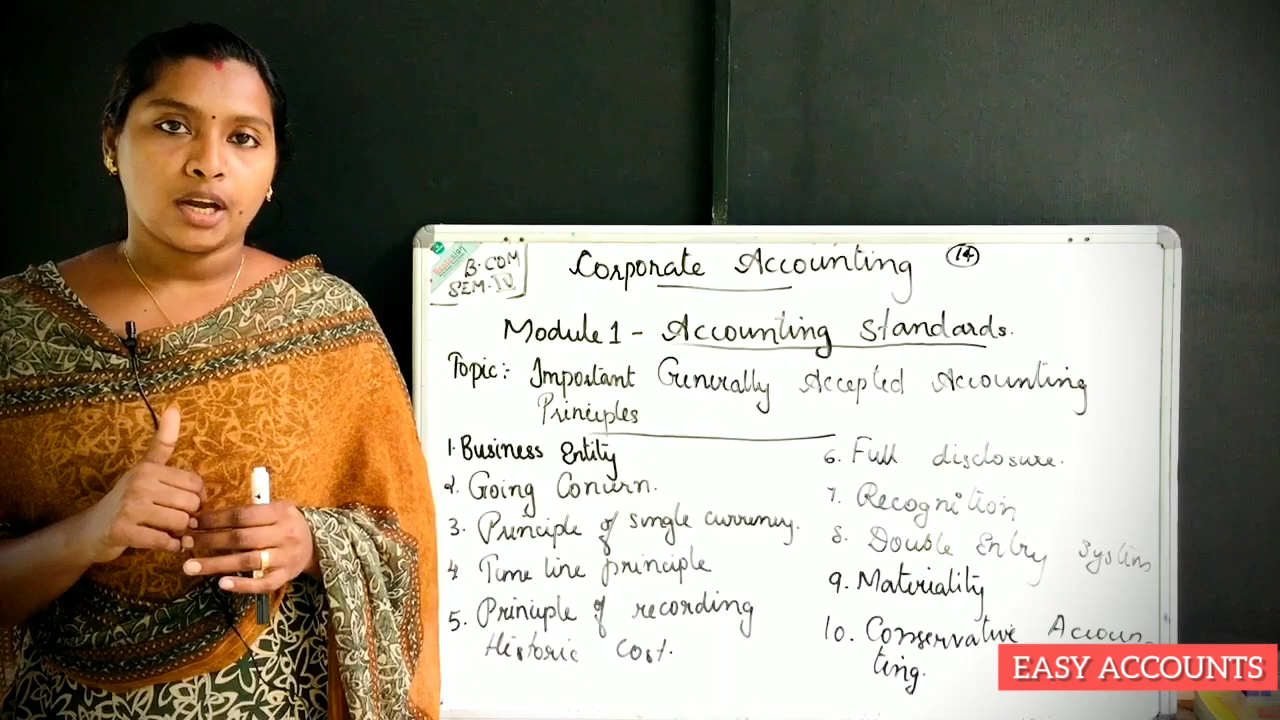 B.COM
SEM.IV
Corporate Accounting
14
Module 1 - Accounting Standards.
Topic:- Important Generally Accepted Accounting
Principles
1. Business Entity
2. Going Concern.
3. Principle of single currency.
4 Time line principle
5. Principle of recording
Historic Cost.
6. Full disclosure.
7. Recognition
8. Double Entry System
9. Materiality
10. Conservative Accoun-
ting.
EASY ACCOUNTS